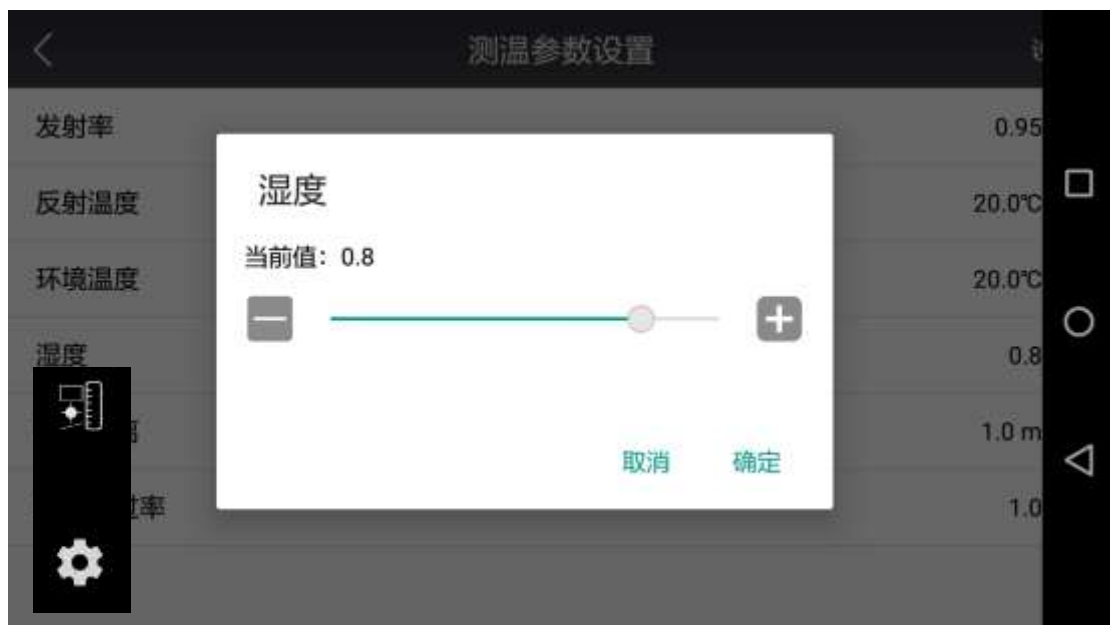 测温参数设置
发射率 0.95
反射温度 20.0℃
环境温度 20.0℃
湿度 0.8
1.0 m
过率 1.0
湿度
当前值：0.8
取消 确定